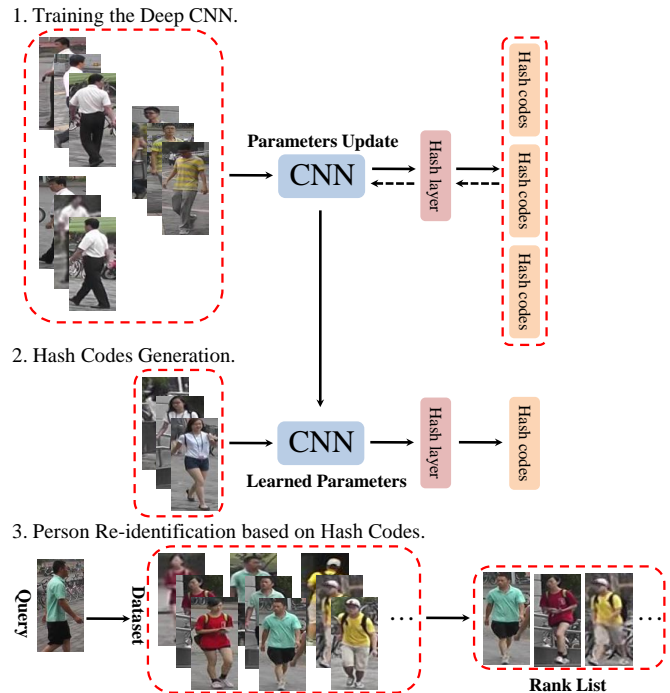 1. Training the Deep CNN.
Parameters Update
CNN
Hash layer
Hash codes
Hash codes
Hash codes
2. Hash Codes Generation.
CNN
Learned Parameters
Hash layer
Hash codes
3. Person Re-identification based on Hash Codes.
Query
Dataset
...
...
Rank List